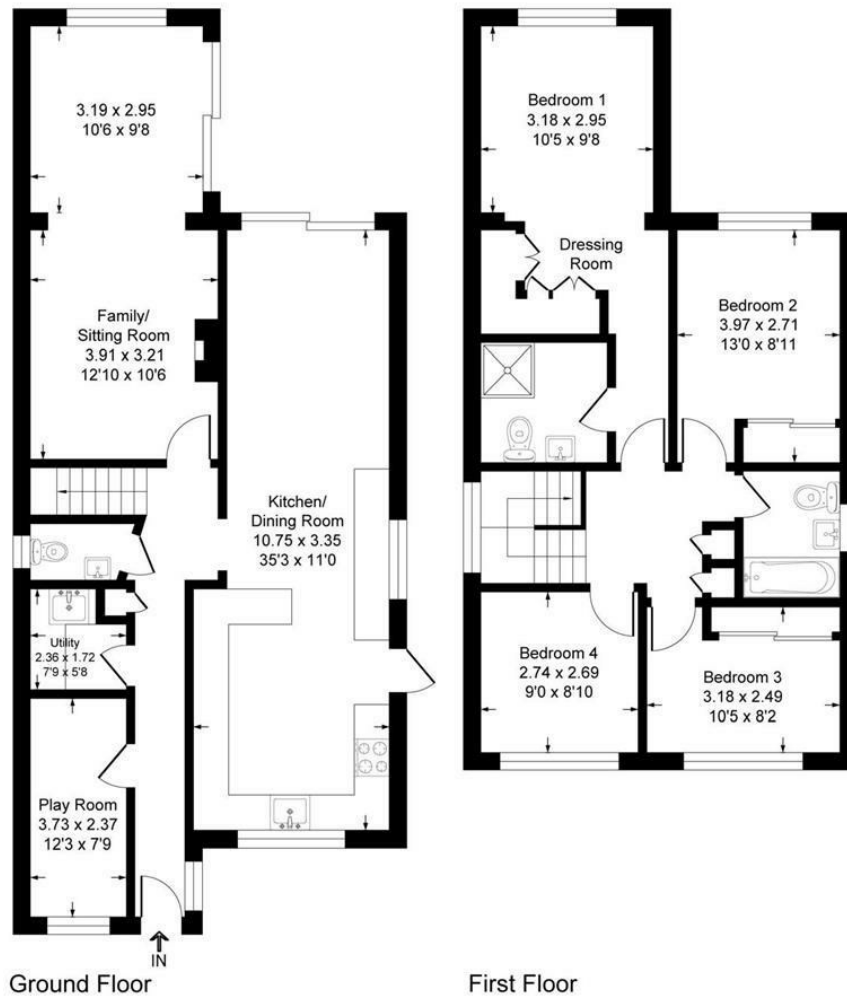 3.19 x 2.95
10'6 x 9'8
Family/
Sitting Room
3.91 x 3.21
12'10 x 10'6
Kitchen/
Dining Room
10.75 x 3.35
35'3 x 11'0
Utility
2.36 x 1.72
7'9 x 5'8
Play Room
3.73 x 2.37
12'3 x 7'9
IN
Ground Floor
Bedroom 1
3.18 x 2.95
10'5 x 9'8
Dressing
Room
Bedroom 2
3.97 x 2.71
13'0 x 8'11
Bedroom 4
2.74 x 2.69
9'0 x 8'10
Bedroom 3
3.18 x 2.49
10'5 x 8'2
First Floor